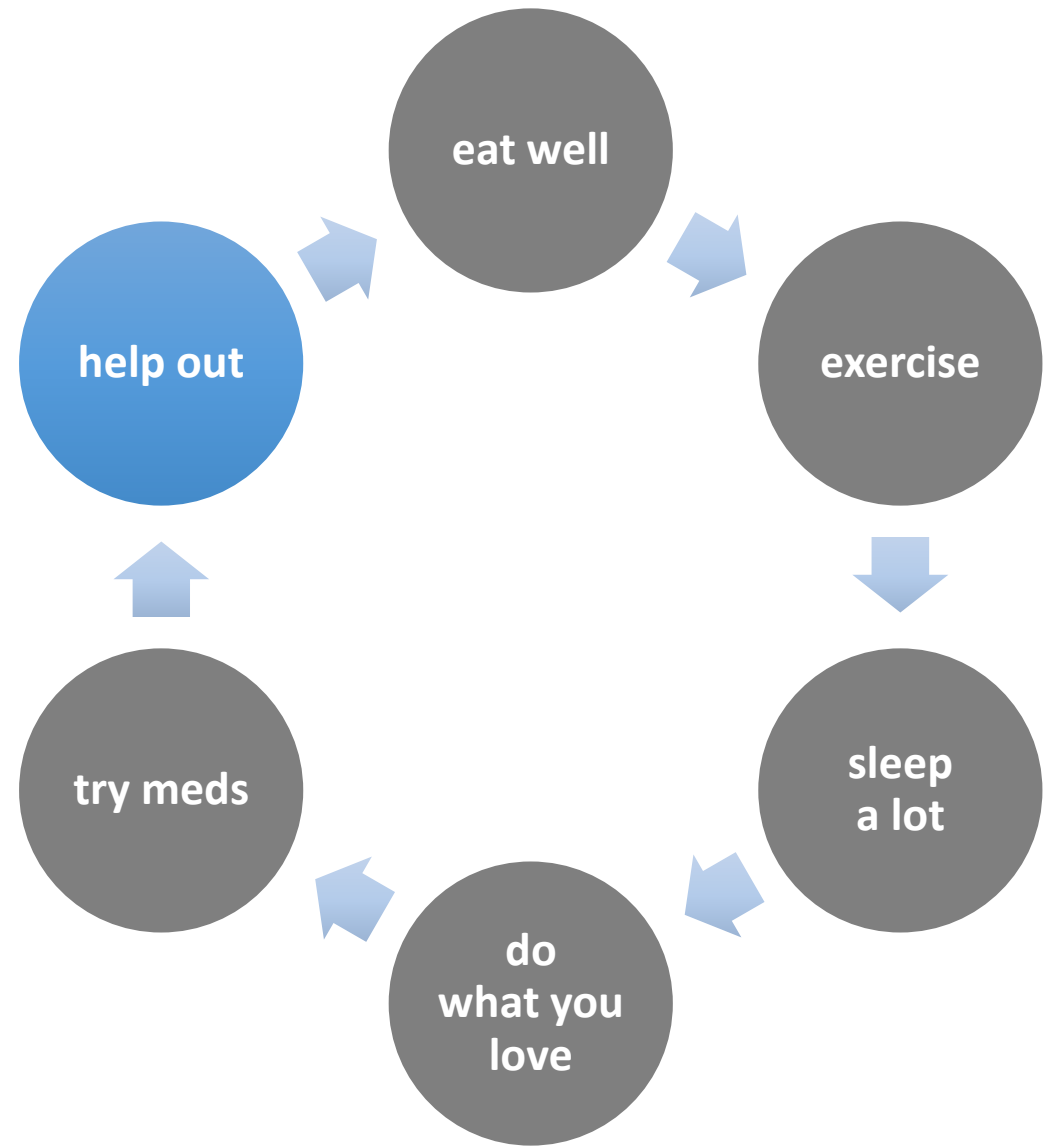 eat well
exercise
sleep
a lot
do
what you
love
try meds
help out